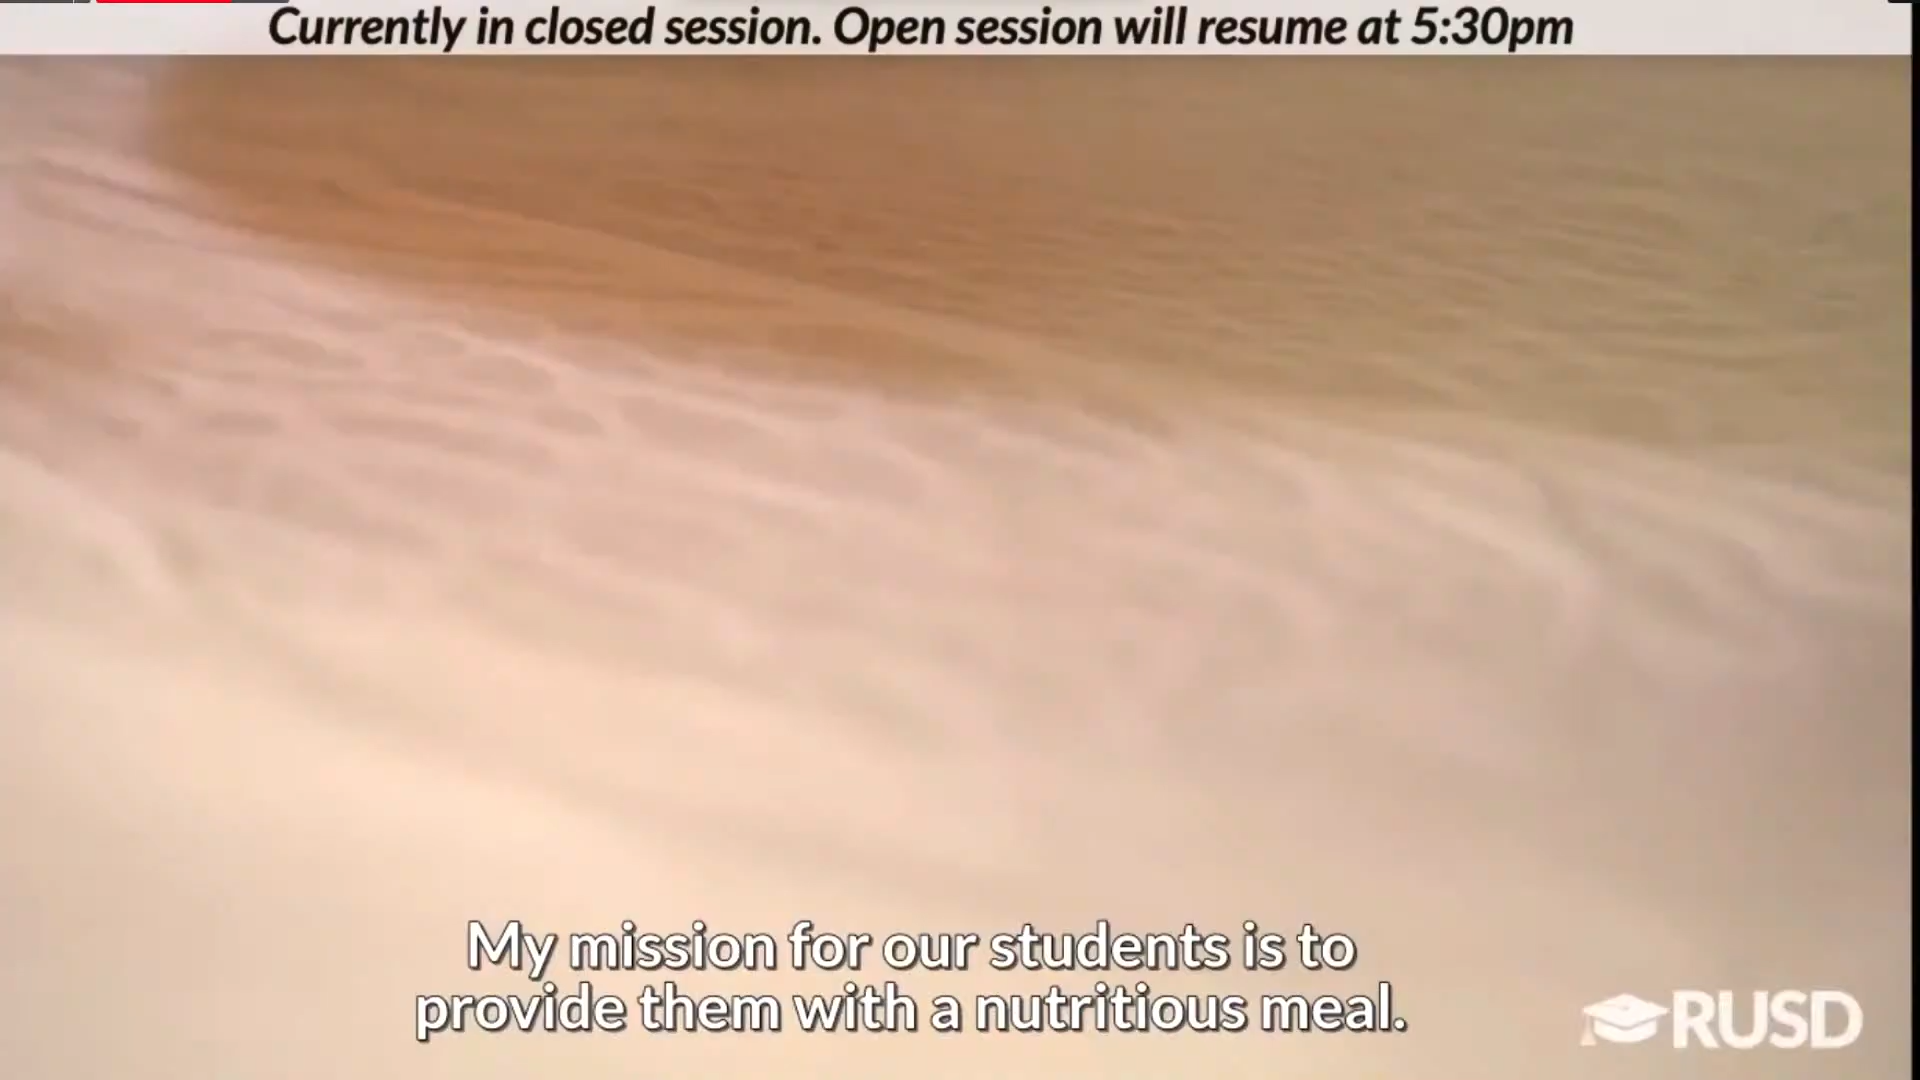 Currently in closed session. Open session will resume at 5:30pm
My mission for our students is to
provide them with a nutritious meal.
RUSD